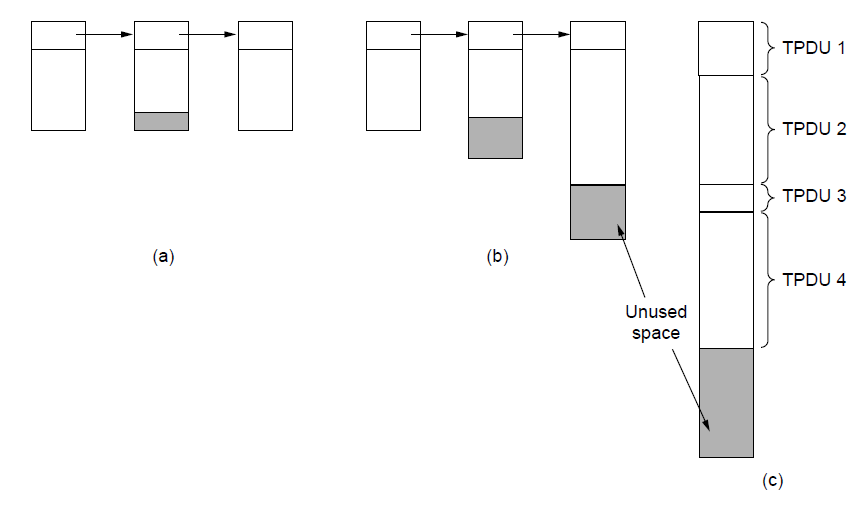 TPDU 1
TPDU 2
TPDU 3
(a)
(b)
TPDU 4
Unused
space
(c)